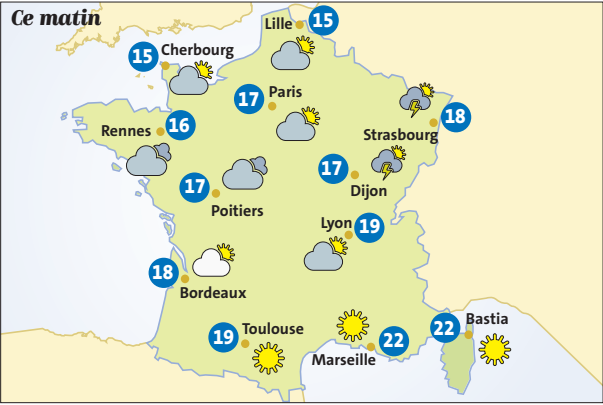 Ce matin
Lille 15
15 Cherbourg
17 Paris
Rennes 16
Strasbourg 18
17 Dijon
17 Poitiers
Lyon 19
18 Bordeaux
19 Toulouse
Marseille 22
22 Bastia